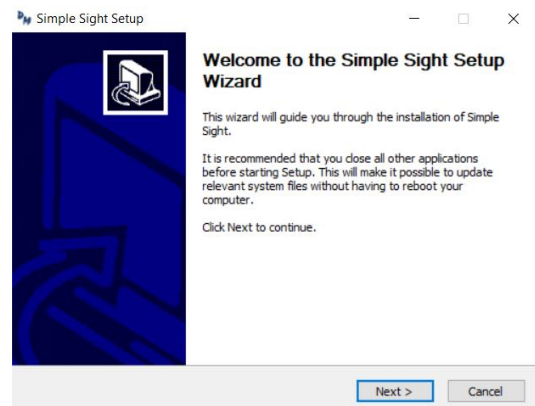 Simple Sight Setup
Welcome to the Simple Sight Setup
Wizard
This wizard will guide you through the installation of Simple
Sight.
It is recommended that you close all other applications
before starting Setup. This will make it possible to update
relevant system files without having to reboot your
computer.
Click Next to continue.
Next >
Cancel